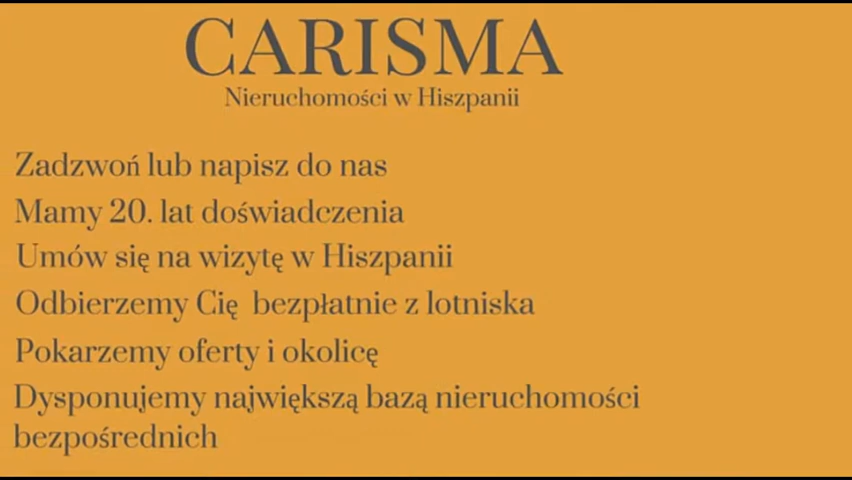 CARISMA
Nieruchomości w Hiszpanii
Zadzwoń lub napisz do nas
Mamy 20. lat doświadczenia
Umów się na wizytę w Hiszpanii
Odbierzemy Cię bezpłatnie z lotniska
Pokarzemy oferty i okolicę
Dysponujemy największą bazą nieruchomości
bezpośrednich